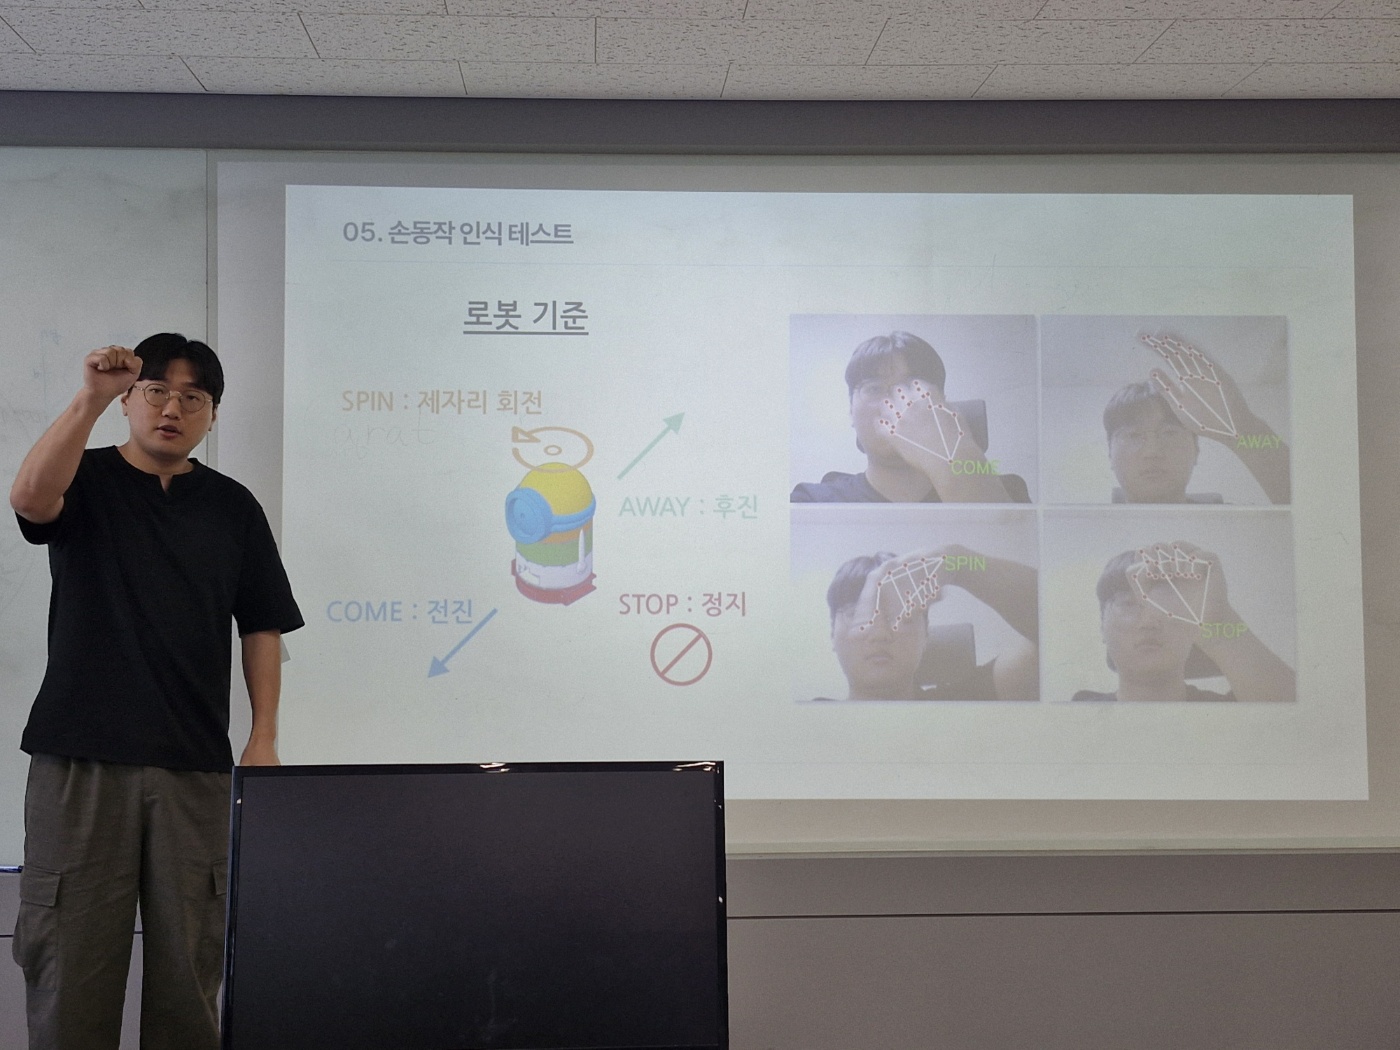 05. 손동작 인식 테스트
로봇 기준
SPIN : 제자리 회전
AWAY : 후진
COME : 전진
STOP : 정지
COME
AWAY
SPIN
STOP